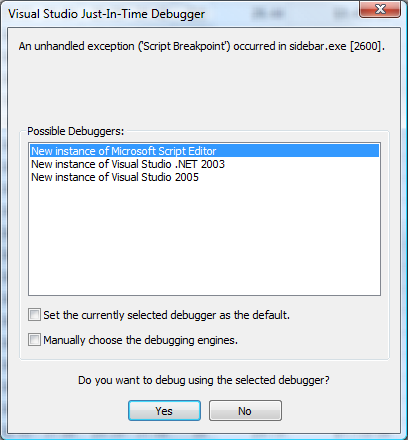 Visual Studio Just-In-Time Debugger
An unhandled exception ('Script Breakpoint') occurred in sidebar.exe [2600].
Possible Debuggers:
New instance of Microsoft Script Editor
New instance of Visual Studio .NET 2003
New instance of Visual Studio 2005
Set the currently selected debugger as the default.
Manually choose the debugging engines.
Do you want to debug using the selected debugger?
Yes No